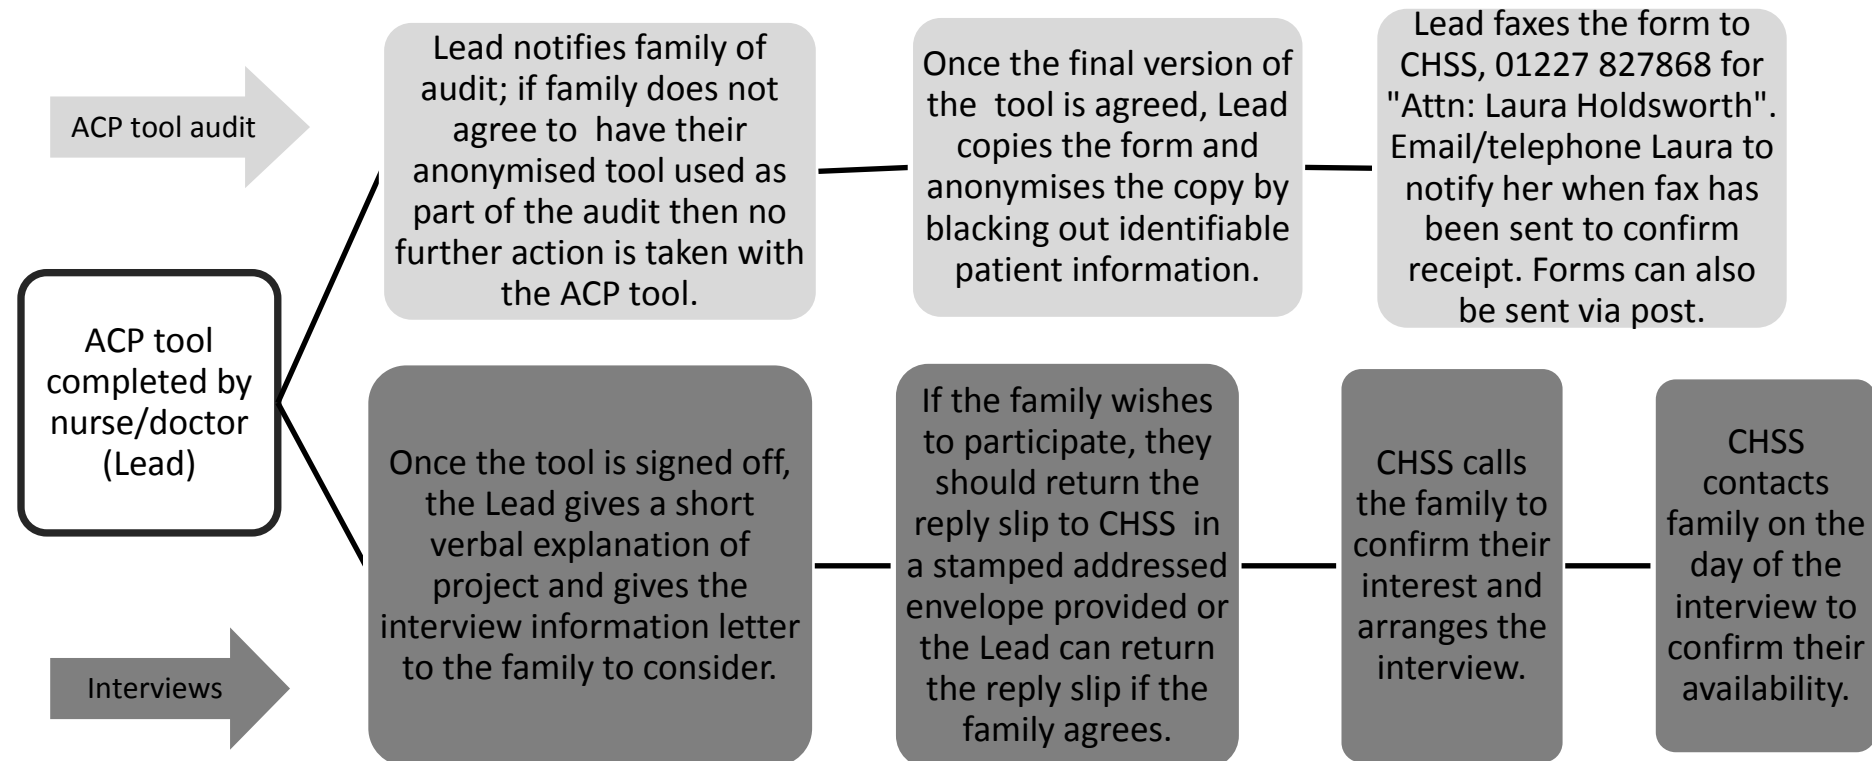 ACP tool audit
Lead notifies family of
audit; if family does not
agree to have their
anonymised tool used as
part of the audit then no
further action is taken with
the ACP tool.
Once the final version of
the tool is agreed, Lead
copies the form and
anonymises the copy by
blacking out identifiable
patient information.
Lead faxes the form to
CHSS, 01227 827868 for
"Attn: Laura Holdsworth".
Email/telephone Laura to
notify her when fax has
been sent to confirm
receipt. Forms can also
be sent via post.
ACP tool
completed by
nurse/doctor
(Lead)
Interviews
Once the tool is signed off,
the Lead gives a short
verbal explanation of
project and gives the
interview information letter
to the family to consider.
If the family wishes
to participate, they
should return the
reply slip to CHSS in
a stamped addressed
envelope provided or
the Lead can return
the reply slip if the
family agrees.
CHSS calls
the family to
confirm their
interest and
arranges the
interview.
CHSS
contacts
family on the
day of the
interview to
confirm their
availability.